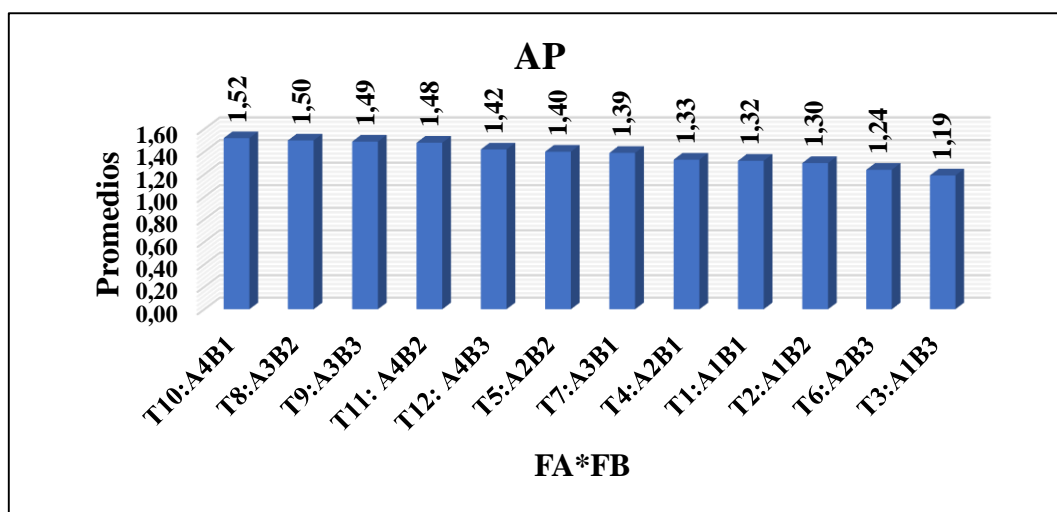 AP
1,52
1,50
1,49
1,48
1,42
1,40
1,39
1,33
1,32
1,30
1,24
1,19
Promedios
1,60
1,40
1,20
1,00
0,80
0,60
0,40
0,20
0,00
T10:A4B1
T8:A3B2
T9:A3B3
T11: A4B2
T12: A4B3
T5:A2B2
T7:A3B1
T4:A2B1
T1:A1B1
T2:A1B2
T6:A2B3
T3:A1B3
FA*FB